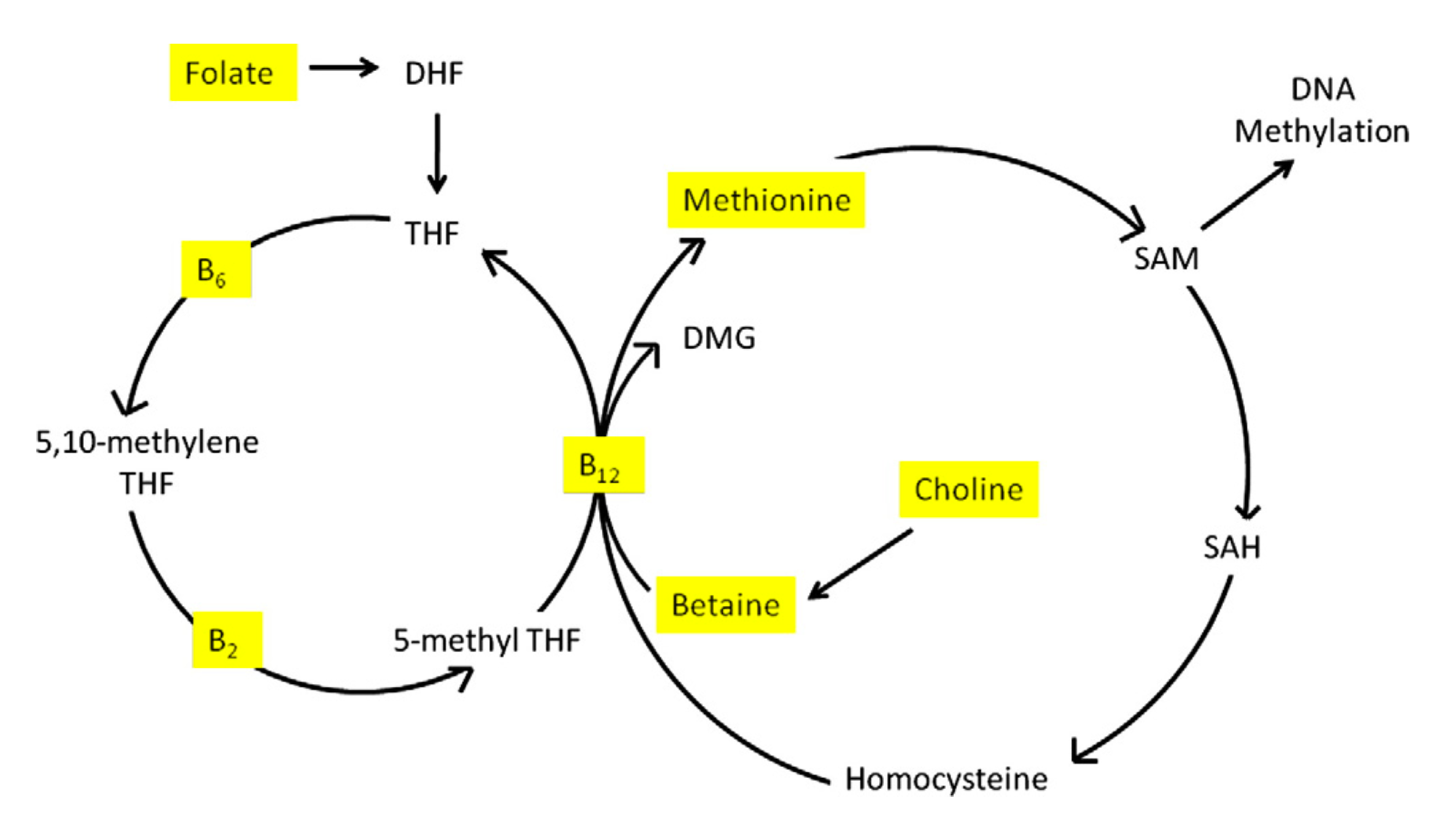 Folate
DHF
DNA
Methylation
Methionine
THF
SAM
B₆
DMG
5,10-methylene
THF
B₁₂
Choline
SAH
Betaine
B₂
5-methyl THF
Homocysteine